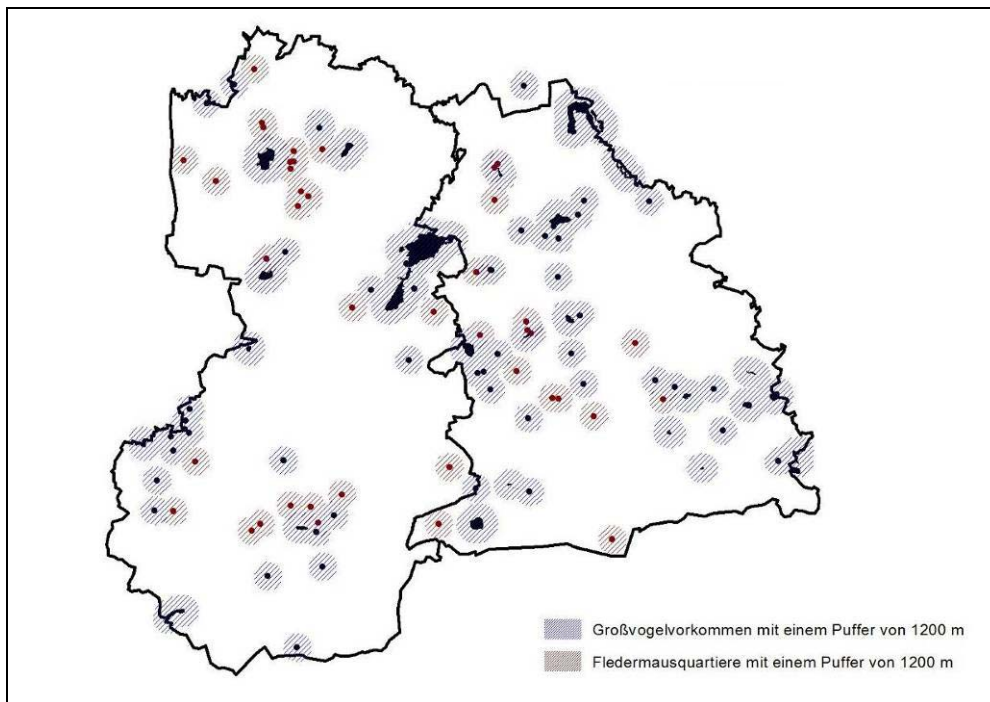 Großvogelvorkommen mit einem Puffer von 1200 m
Fledermausquartiere mit einem Puffer von 1200 m